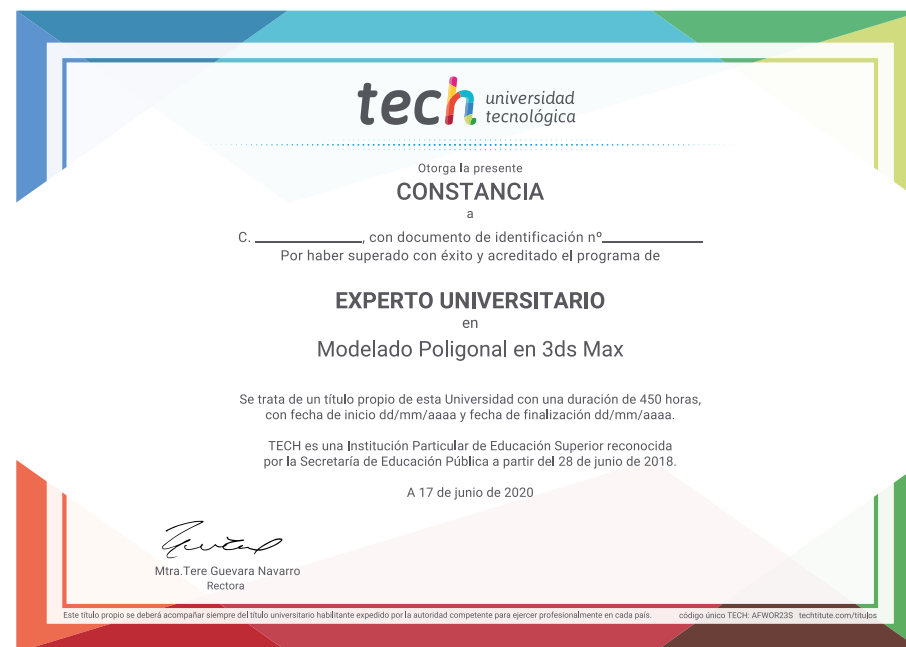 tech universidad
tecnológica
Otorga la presente
CONSTANCIA
a
C. ____________, con documento de identificación nº____________
Por haber superado con éxito y acreditado el programa de
EXPERTO UNIVERSITARIO
en
Modelado Poligonal en 3ds Max
Se trata de un título propio de esta Universidad con una duración de 450 horas,
con fecha de inicio dd/mm/aaaa y fecha de finalización dd/mm/aaaa.
TECH es una Institución Particular de Educación Superior reconocida
por la Secretaría de Educación Pública a partir del 28 de junio de 2018.
A 17 de junio de 2020
Mtra.Tere Guevara Navarro
Rectora
Este título propio se deberá acompañar siempre del título universitario habilitante expedido por la autoridad competente para ejercer profesionalmente en cada país. código único TECH: AFWOR23S techtitute.com/titulos